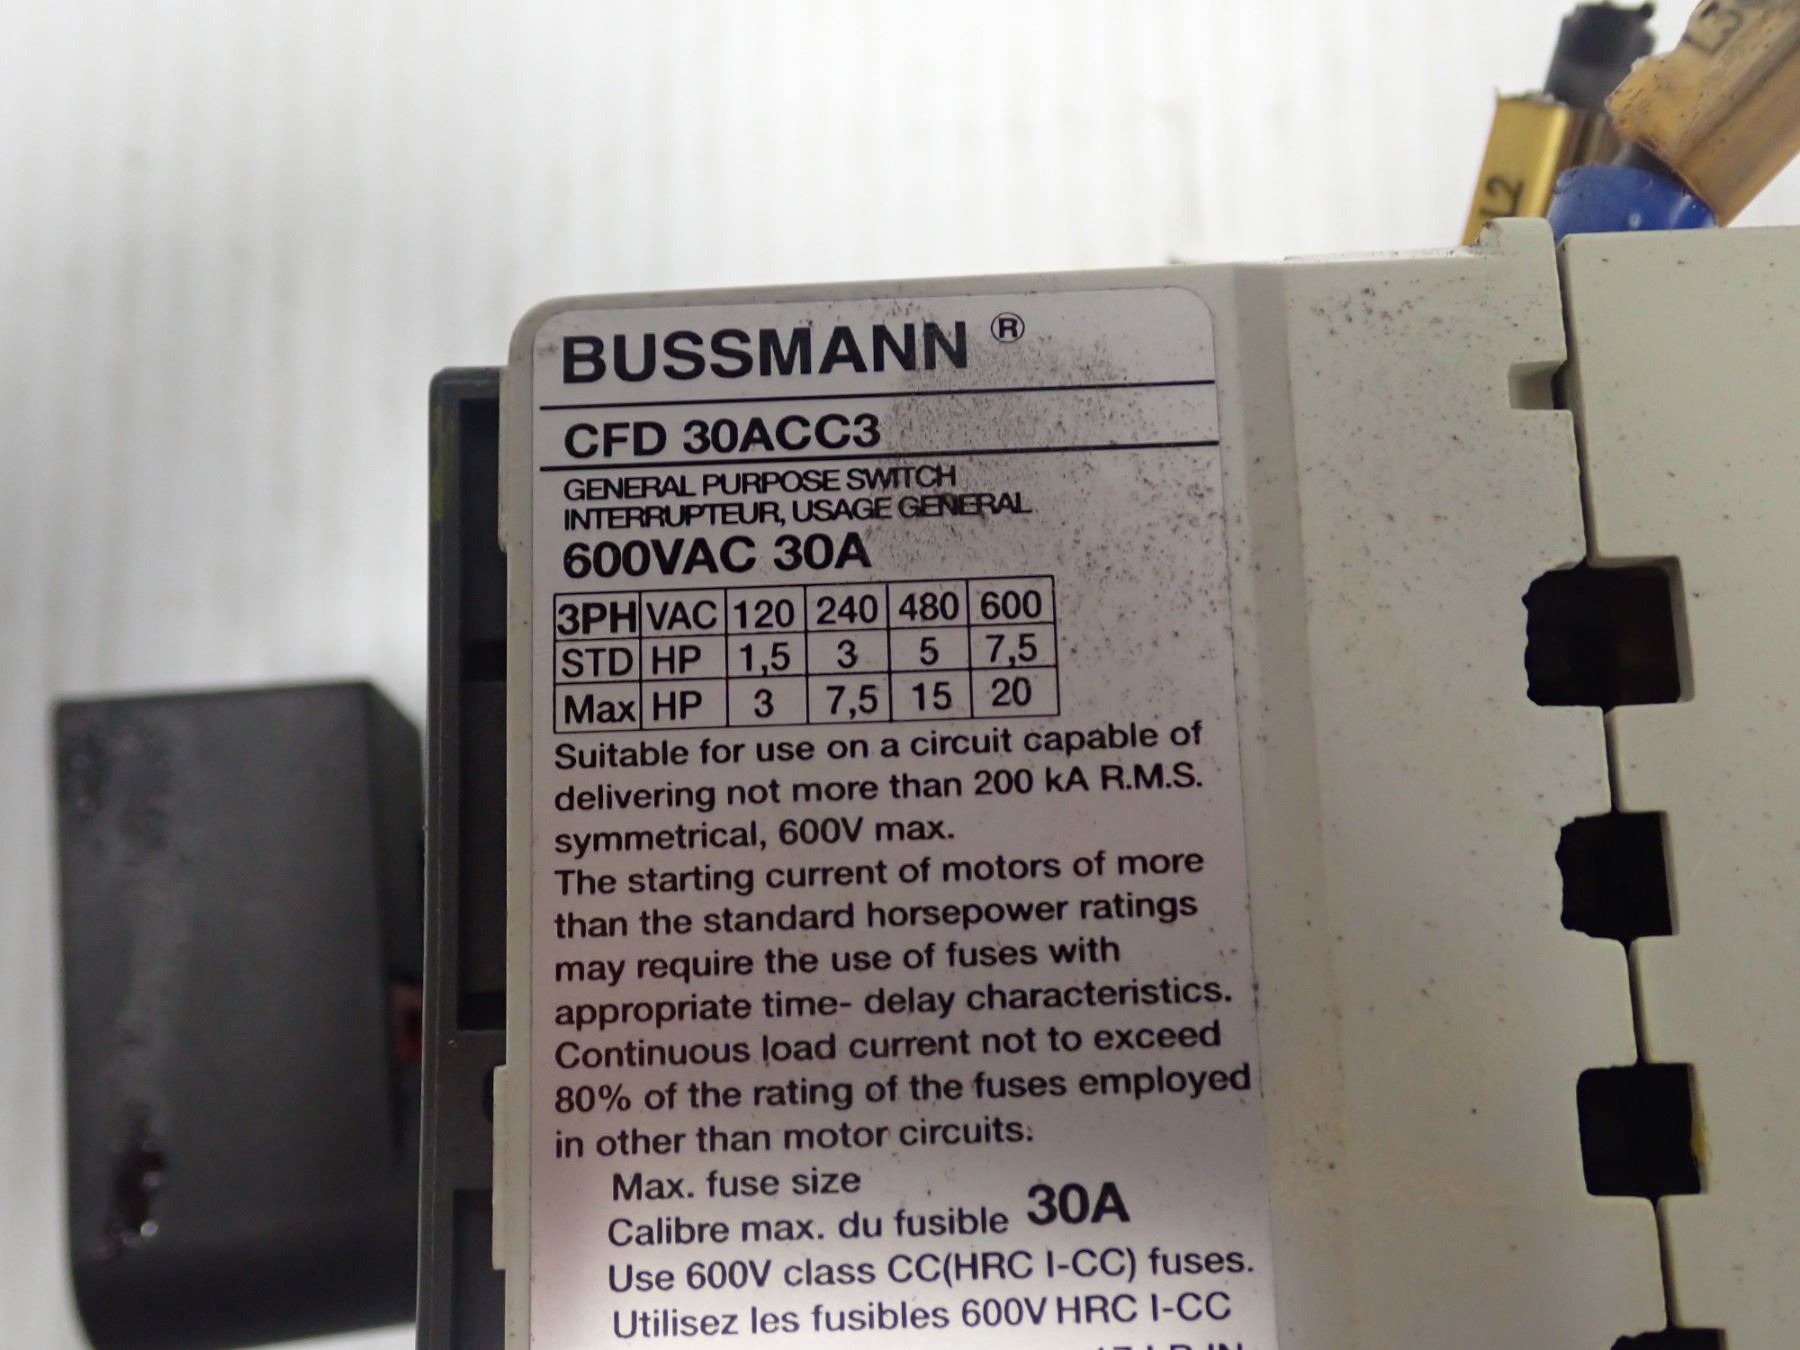 L3
L2
BUSSMANN ®
CFD 30ACC3
GENERAL PURPOSE SWITCH
INTERRUPTEUR, USAGE GENERAL
600VAC 30A
3PH VAC 120 240 480 600
STD HP 1,5 3 5 7,5
Max HP 3 7,5 15 20
Suitable for use on a circuit capable of
delivering not more than 200 kA R.M.S.
symmetrical, 600V max.
The starting current of motors of more
than the standard horsepower ratings
may require the use of fuses with
appropriate time- delay characteristics.
Continuous load current not to exceed
80% of the rating of the fuses employed
in other than motor circuits.
Max. fuse size
Calibre max. du fusible 30A
Use 600V class CC(HRC I-CC) fuses.
Utilisez les fusibles 600V HRC I-CC